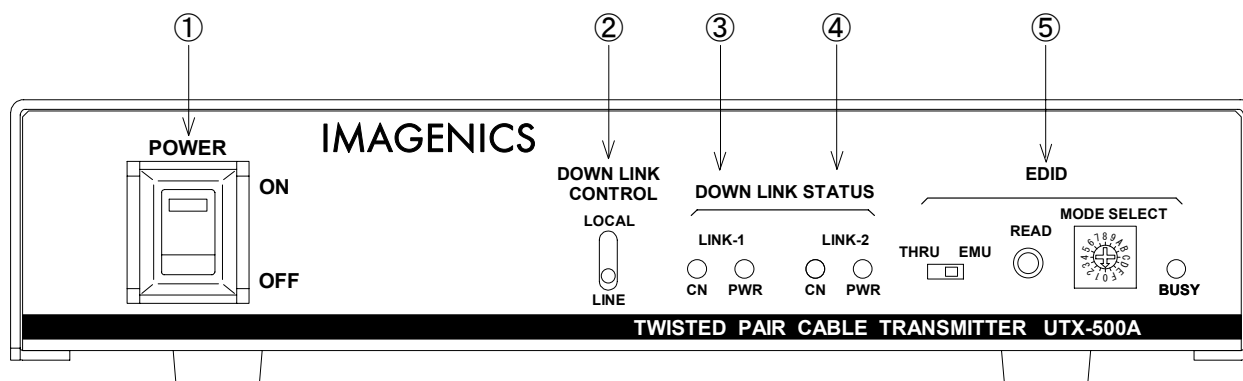 ① ② ③ ④ ⑤
IMAGENICS
POWER
ON
OFF
DOWN LINK
CONTROL
LOCAL
LINE
DOWN LINK STATUS
LINK-1
CN PWR
LINK-2
CN PWR
EDID
THRU EMU
READ
MODE SELECT
0123456789ABCDEF
BUSY
TWISTED PAIR CABLE TRANSMITTER UTX-500A